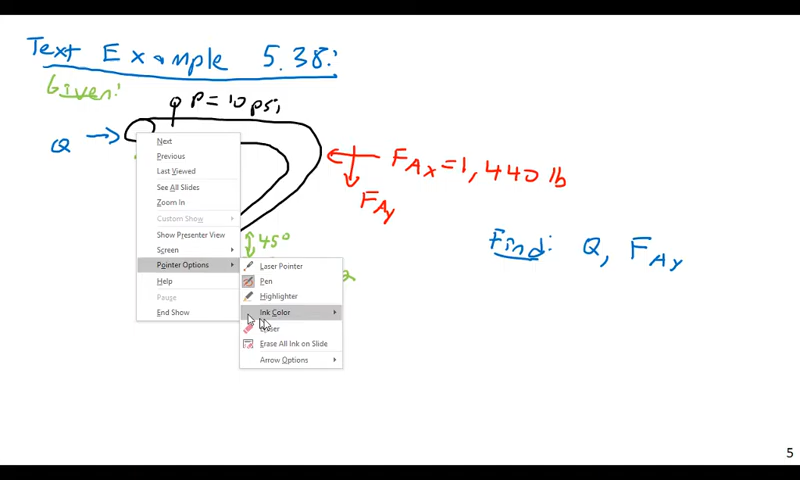 Text Example 5.38:
Given:
P = 10 psi
Q
FAx = 1,440 lb
FAy
45°
Find: Q, FAy
Next
Previous
Last Viewed
See All Slides
Zoom In
Custom Show
Show Presenter View
Screen
Pointer Options
Help
Pause
End Show
Laser Pointer
Pen
Highlighter
Ink Color
Eraser
Erase All Ink on Slide
Arrow Options
5